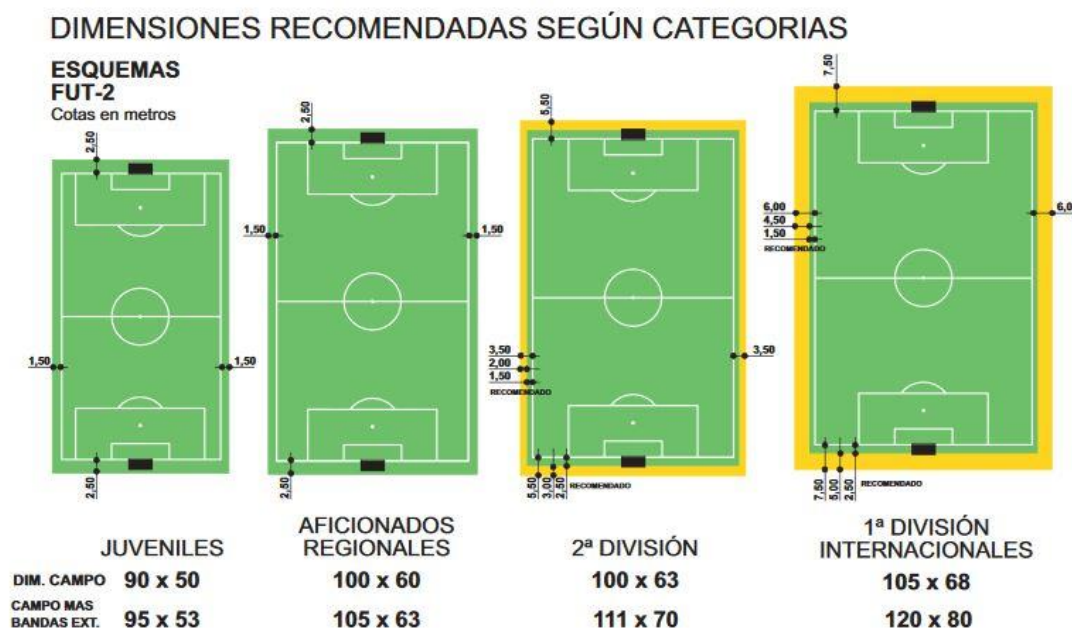 DIMENSIONES RECOMENDADAS SEGÚN CATEGORIAS
ESQUEMAS
FUT-2
Cotas en metros
2,50
1,50
1,50
2,50
2,50
1,50
1,50
2,50
5,50
3,50
2,00
1,50
RECOMENDADO
3,50
5,50
3,00
2,50
RECOMENDADO
7,50
6,00
4,50
1,50
RECOMENDADO
6,0
7,50
5,00
2,50
RECOMENDADO
JUVENILES
AFICIONADOS
REGIONALES
2ª DIVISIÓN
1ª DIVISIÓN
INTERNACIONALES
DIM. CAMPO 90 x 50 100 x 60 100 x 63 105 x 68
CAMPO MAS
BANDAS EXT. 95 x 53 105 x 63 111 x 70 120 x 80